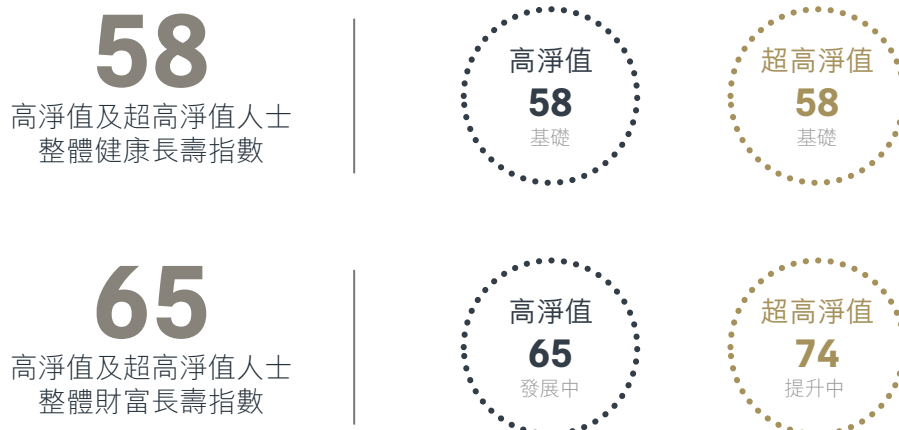 58
高淨值及超高淨值人士
整體健康長壽指數
高淨值
58
基礎
超高淨值
58
基礎
65
高淨值及超高淨值人士
整體財富長壽指數
高淨值
65
發展中
超高淨值
74
提升中